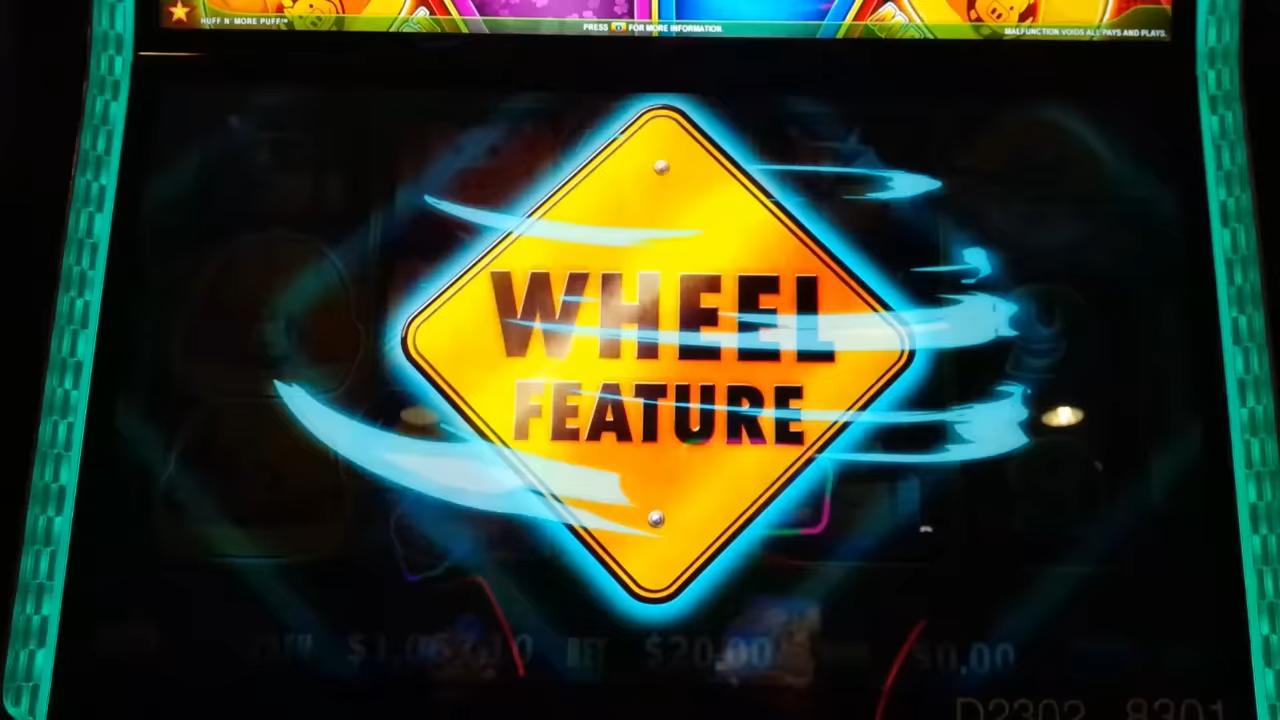 HUFF N' MORE PUFF™
PRESS FOR MORE INFORMATION.
MALFUNCTION VOIDS ALL PAYS AND PLAYS.
WHEEL
FEATURE
BET $20.00 $0.00